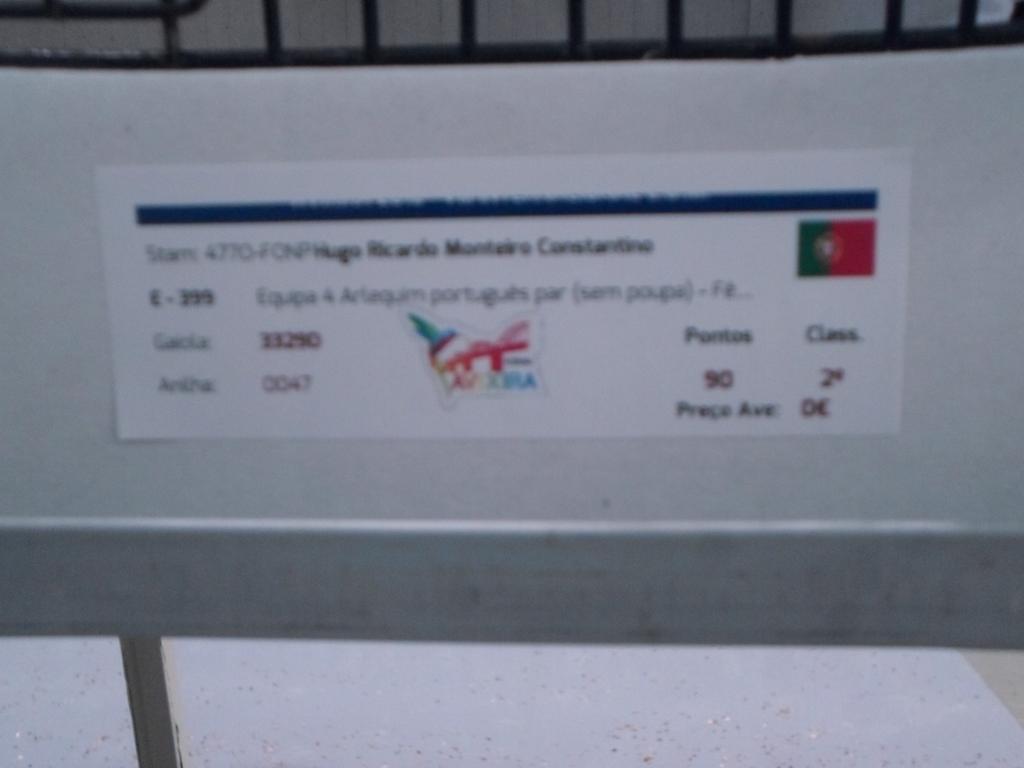 Stam: 4770-FONP Hugo Ricardo Monteiro Constantino
E - 399 Equipa 4 Arlequim português par (sem poupa) - Fê...
Gaiola: 33290 Pontos Class.
Anilha: 0047 90 2º
Preço Ave: 0€